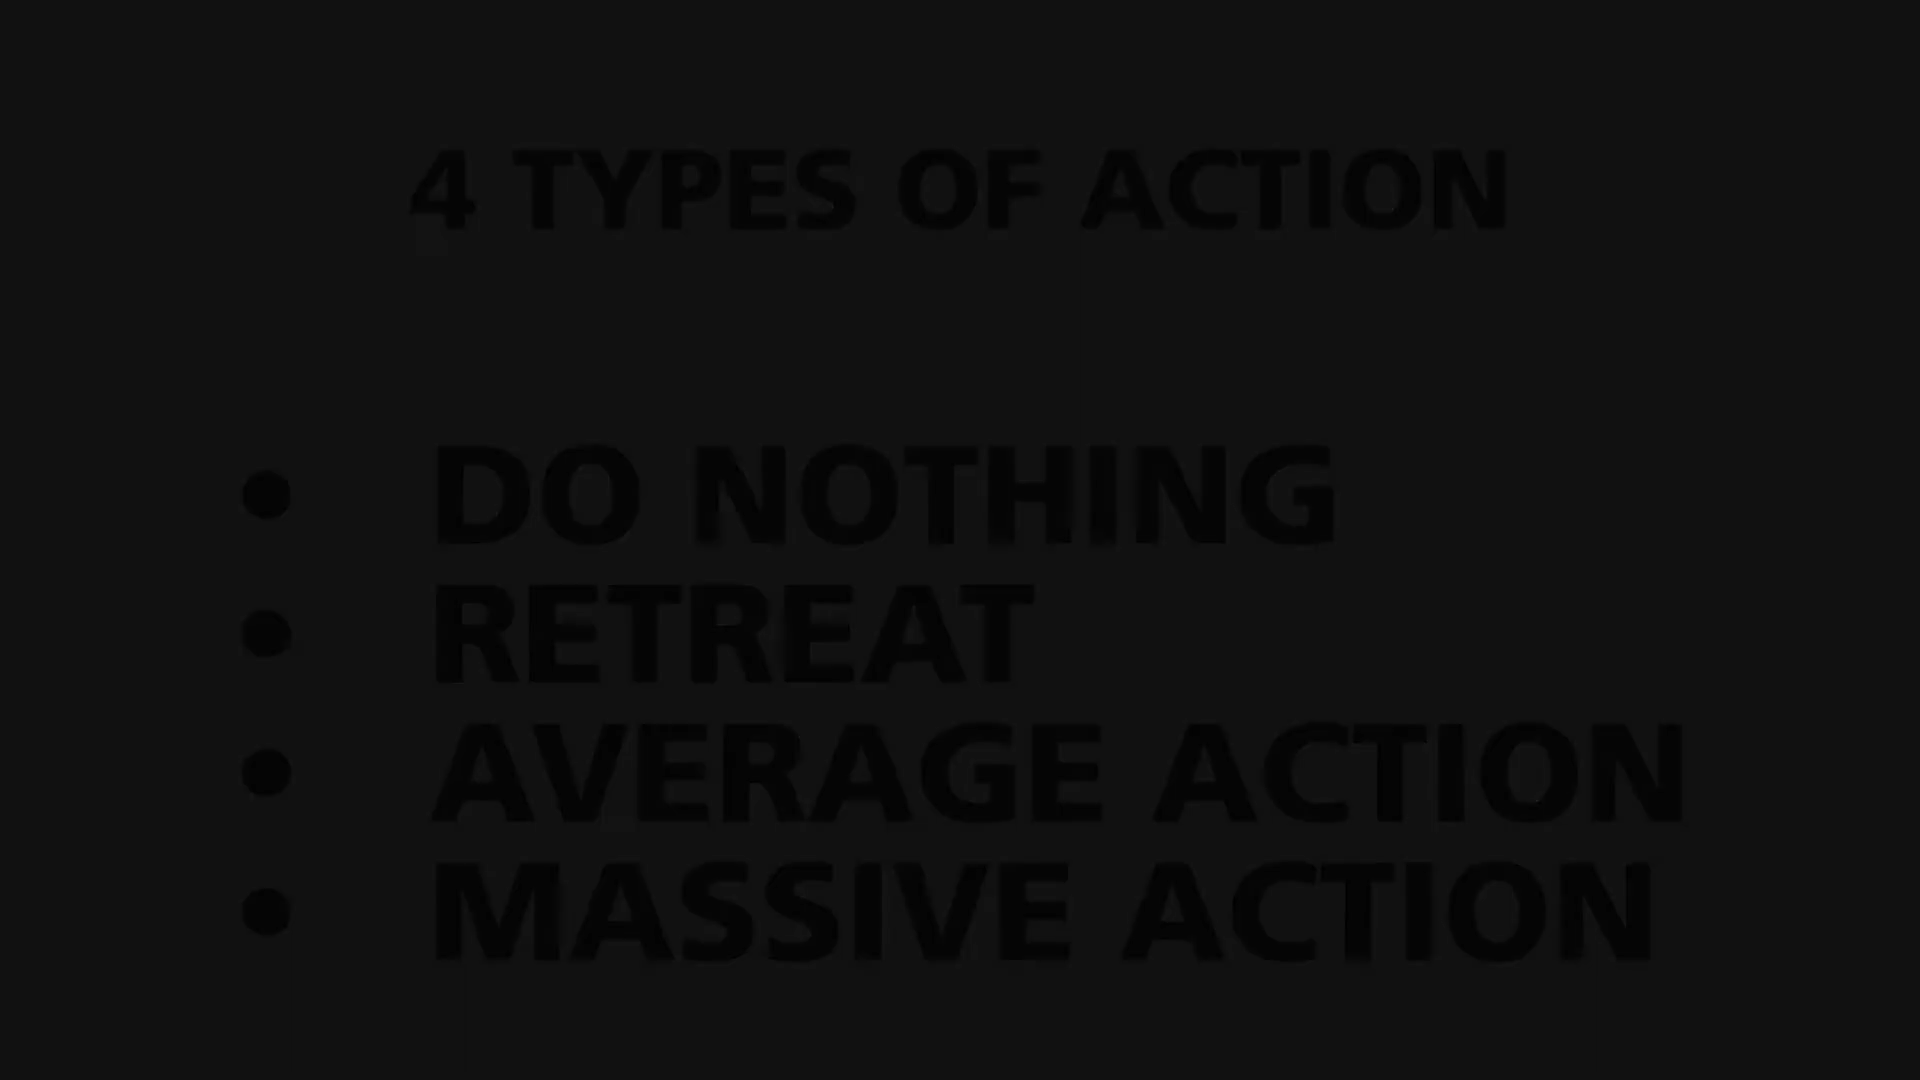 4 TYPES OF ACTION
• DO NOTHING
• RETREAT
• AVERAGE ACTION
• MASSIVE ACTION